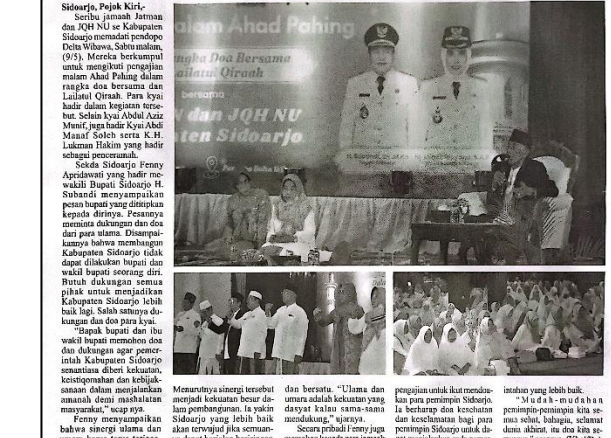 Sidoarjo, Pojok Kiri,-
Seribu jamaah Jatman
dan JQH NU se Kabupaten
Sidoarjo memadati pendopo
Delta Wibawa, Sabtu malam,
(9/5). Mereka berkumpul
untuk mengikuti pengajian
malam Ahad Pahing dalam
rangka doa bersama dan
Lailatul Qiraah. Para kyai
hadir dalam kegiatan terse-
but. Selain kyai Abdul Aziz
Munif, juga hadir Kyai Abdi
Manaf Soleh serta K.H.
Lukman Hakim yang hadir
sebagai penceramah.
Sekda Sidoarjo Fenny
Apridawati yang hadir me-
wakili Bupati Sidoarjo H.
Subandi menyampaikan
pesan bupati yang dititipkan
kepada dirinya. Pesannya
meminta dukungan dan doa
dari para ulama. Disampai-
kannya bahwa membangun
Kabupaten Sidoarjo tidak
dapat dilakukan bupati dan
wakil bupati seorang diri.
Butuh dukungan semua
pihak untuk menjadikan
Kabupaten Sidoarjo lebih
baik lagi. Salah satunya du-
kungan dan doa para kyai.
"Bapak bupati dan ibu
wakil bupati memohon doa
dan dukungan agar pemer-
intah Kabupaten Sidoarjo
senantiasa diberi kekuatan,
keistiqomahan dan kebijak-
sanaan dalam menjalankan
amanah demi mashalatan
masyarakat," ucap nya.
Fenny menyampaikan
bahwa sinergi ulama dan
alam Ahad Pahing
ngka Doa Bersama
Lailatul Qiraah
bersama
N dan JQH NU
paten Sidoarjo
Menurutnya sinergi tersebut
menjadi kekuatan besar da-
lam pembangunan. Ia yakin
Sidoarjo yang lebih baik
akan terwujud jika semuan-
dan bersatu. "Ulama dan
umara adalah kekuatan yang
dasyat kalau sama-sama
mendukung," ujarnya.
Secara pribadi Fenny juga
pengajian untuk ikut mendoa-
kan para pemimpin Sidoarjo.
Ia berharap doa kesehatan
dan keselamatan bagi para
pemimpin Sidoarjo untuk da-
intahan yang lebih baik.
"Mudah-mudahan
pemimpin-pemimpin kita se-
mua sehat, bahagia, selamat
dunia akhirat, itu doa kita se-